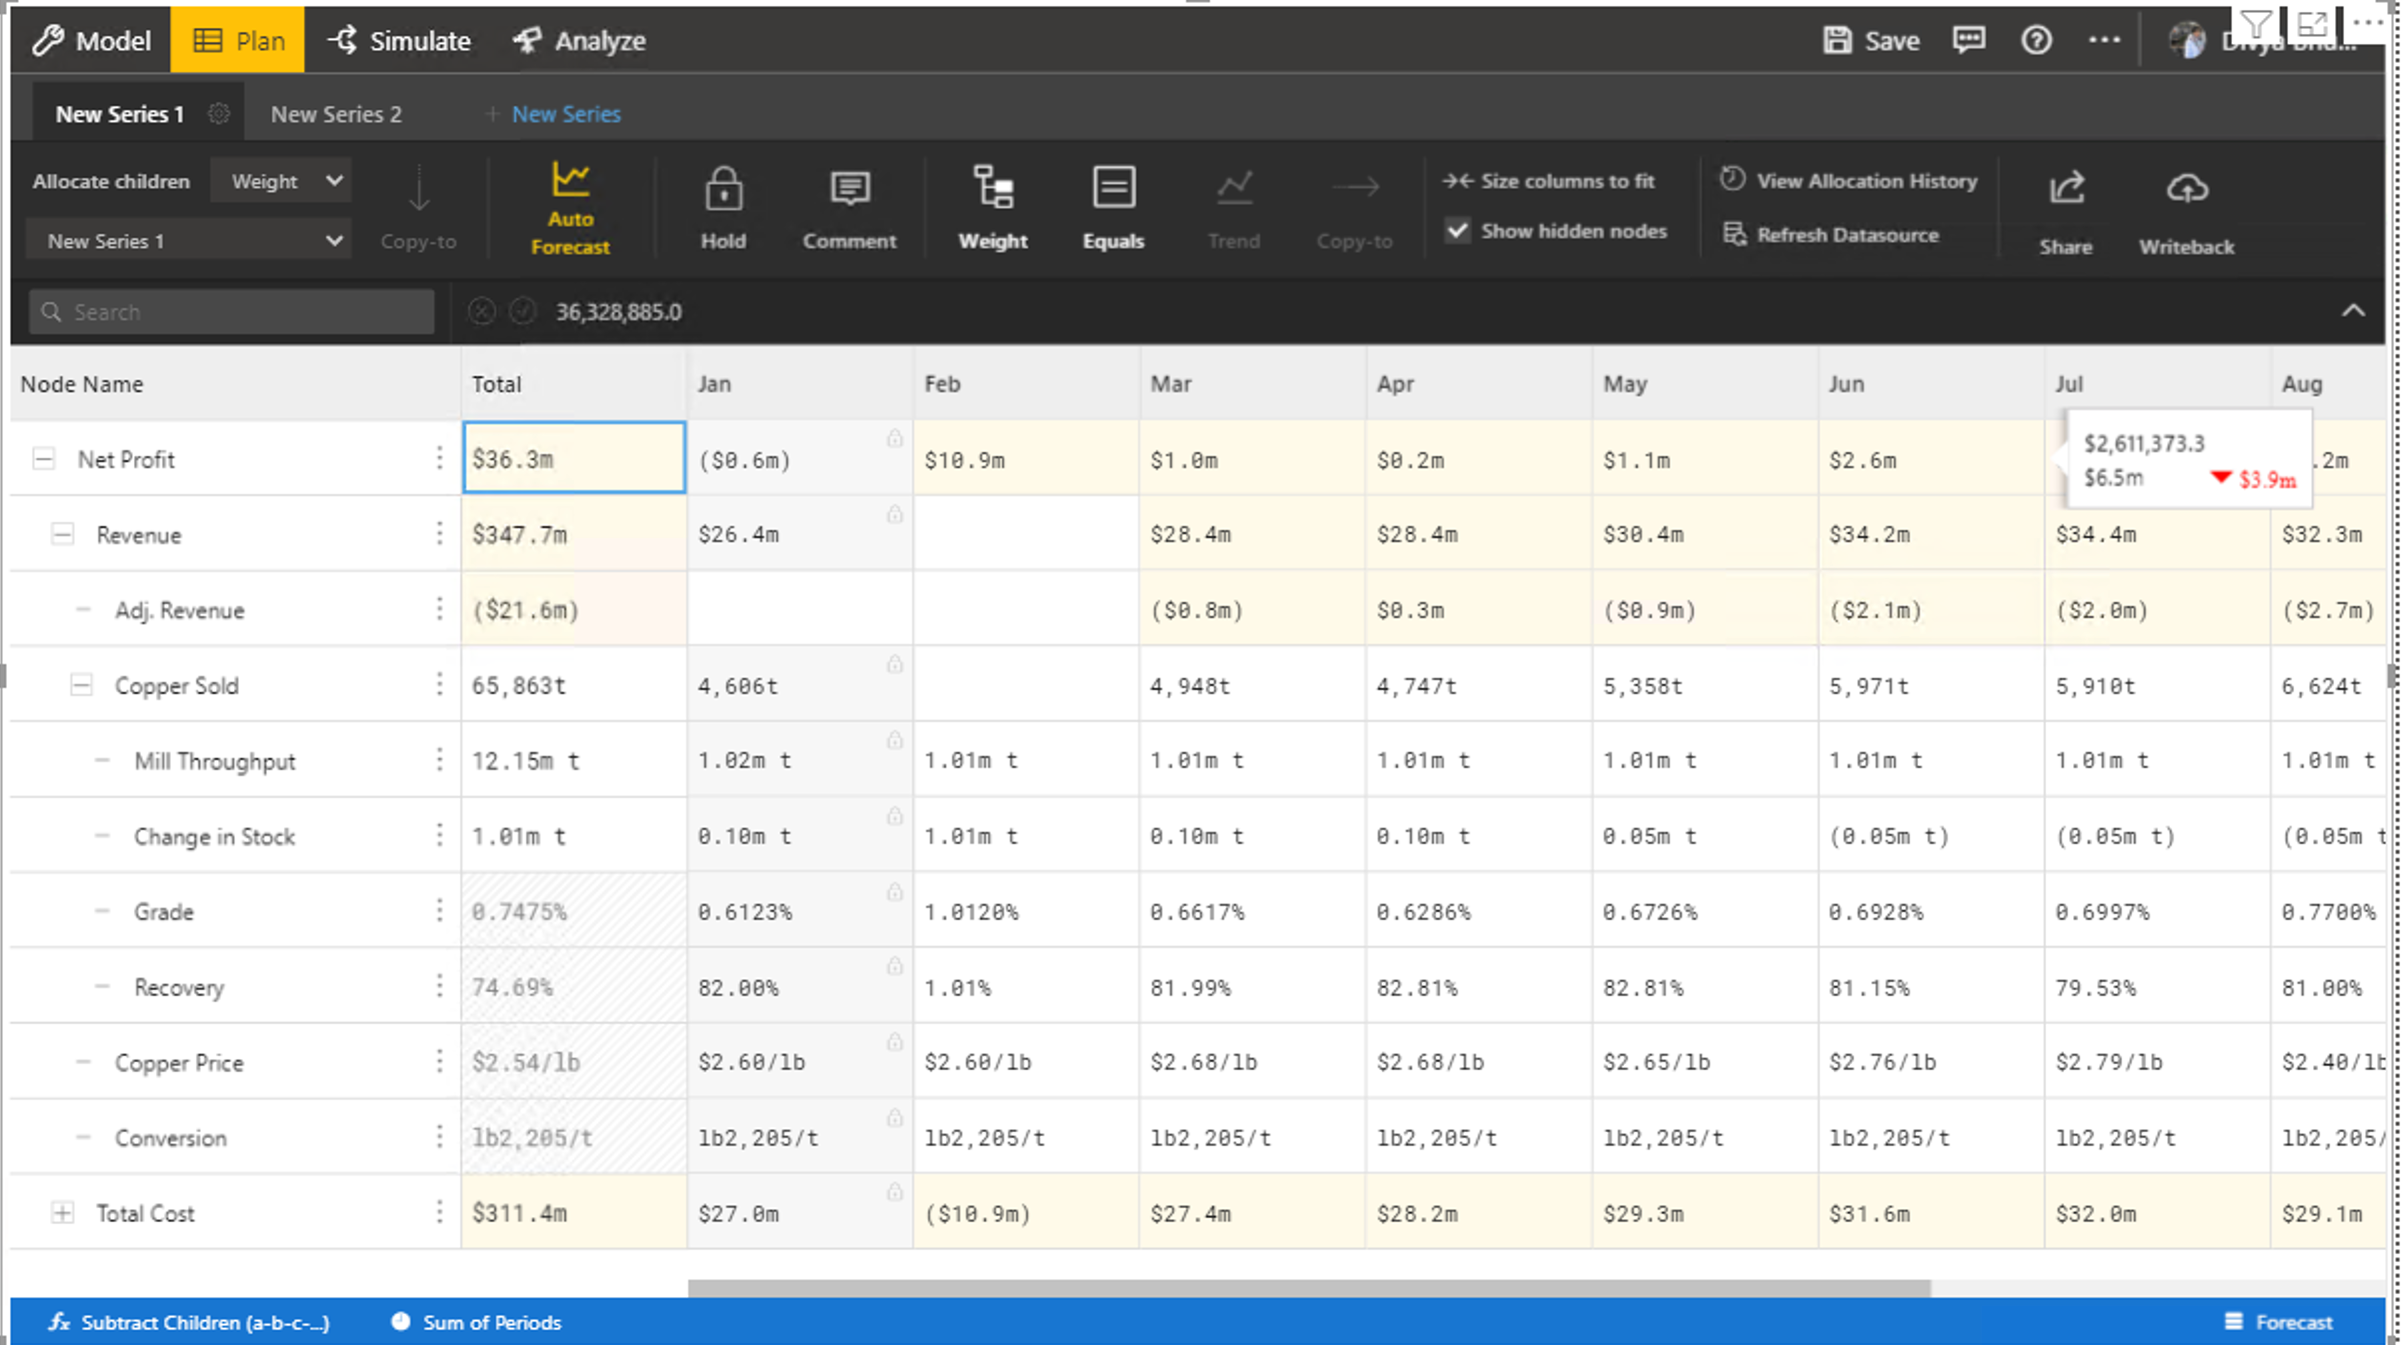 Model Plan Simulate Analyze Save
New Series 1 New Series 2 + New Series
Allocate children Weight
New Series 1
Copy-to
Auto
Forecast
Hold
Comment
Weight
Equals
Trend
Copy-to
Size columns to fit
Show hidden nodes
View Allocation History
Refresh Datasource
Share
Writeback
Search 36,328,885.0
Node Name Total Jan Feb Mar Apr May Jun Jul Aug
Net Profit $36.3m ($0.6m) $10.9m $1.0m $0.2m $1.1m $2.6m .2m
$2,611,373.3
$6.5m ▼ $3.9m
Revenue $347.7m $26.4m $28.4m $28.4m $30.4m $34.2m $34.4m $32.3m
Adj. Revenue ($21.6m) ($0.8m) $0.3m ($0.9m) ($2.1m) ($2.0m) ($2.7m)
Copper Sold 65,863t 4,606t 4,948t 4,747t 5,358t 5,971t 5,910t 6,624t
Mill Throughput 12.15m t 1.02m t 1.01m t 1.01m t 1.01m t 1.01m t 1.01m t 1.01m t 1.01m t
Change in Stock 1.01m t 0.10m t 1.01m t 0.10m t 0.10m t 0.05m t (0.05m t) (0.05m t) (0.05m t
Grade 0.7475% 0.6123% 1.0120% 0.6617% 0.6286% 0.6726% 0.6928% 0.6997% 0.7700%
Recovery 74.69% 82.00% 1.01% 81.99% 82.81% 82.81% 81.15% 79.53% 81.00%
Copper Price $2.54/lb $2.60/lb $2.60/lb $2.68/lb $2.68/lb $2.65/lb $2.76/lb $2.79/lb $2.40/lb
Conversion lb2,205/t lb2,205/t lb2,205/t lb2,205/t lb2,205/t lb2,205/t lb2,205/t lb2,205/t lb2,205/
Total Cost $311.4m $27.0m ($10.9m) $27.4m $28.2m $29.3m $31.6m $32.0m $29.1m
fx Subtract Children (a-b-c-...) Sum of Periods Forecast